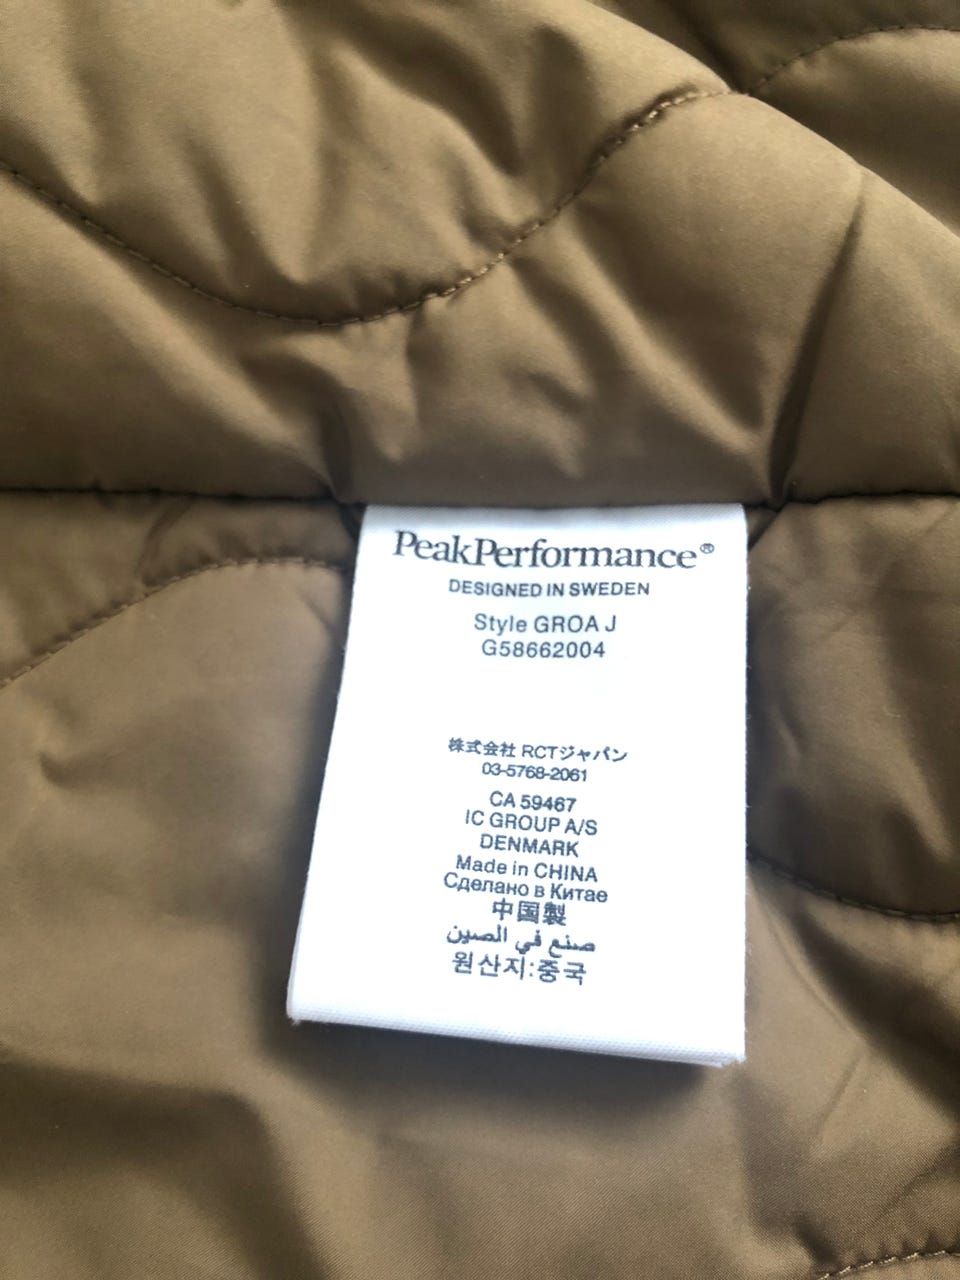 PeakPerformance®
DESIGNED IN SWEDEN
Style GROA J
G58662004
株式会社 RCTジャパン
03-5768-2061
CA 59467
IC GROUP A/S
DENMARK
Made in CHINA
Сделано в Китае
中国製
صنع في الصين
원산지:중국